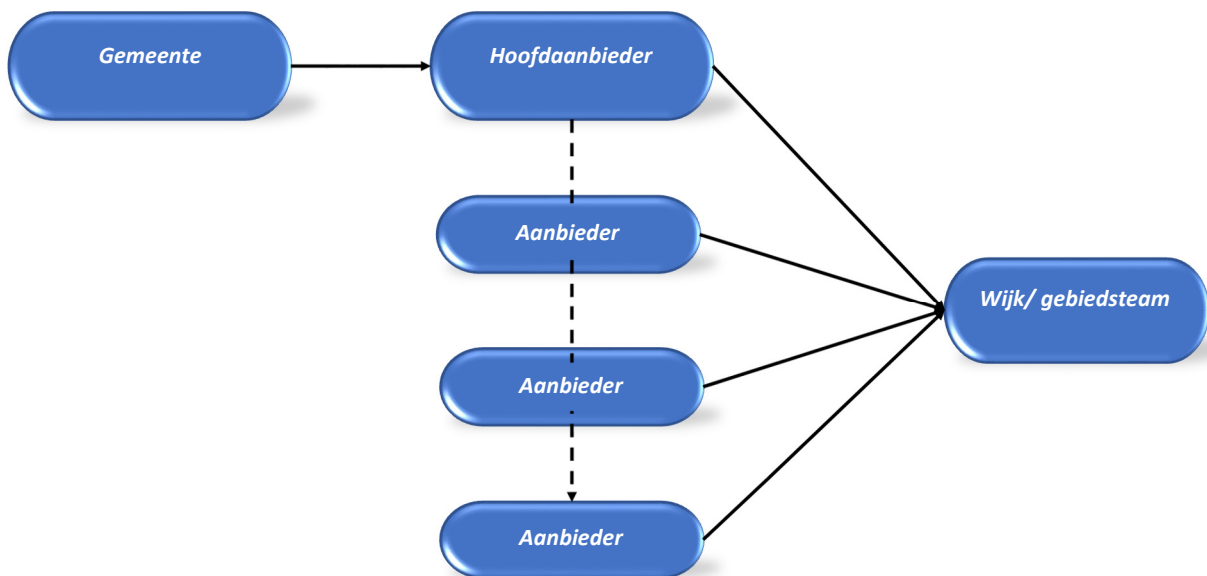 Gemeente
Hoofdaanbieder
Aanbieder
Wijk/ gebiedsteam
Aanbieder
Aanbieder